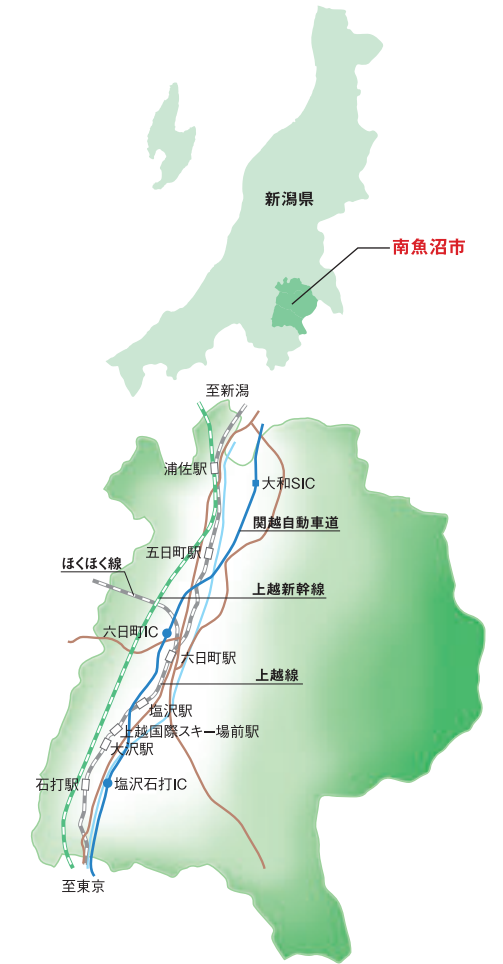 新潟県
南魚沼市
至新潟
浦佐駅
大和SIC
関越自動車道
五日町駅
ほくほく線
上越新幹線
六日町IC
六日町駅
上越線
塩沢駅
上越国際スキー場前駅
大沢駅
石打駅
塩沢石打IC
至東京